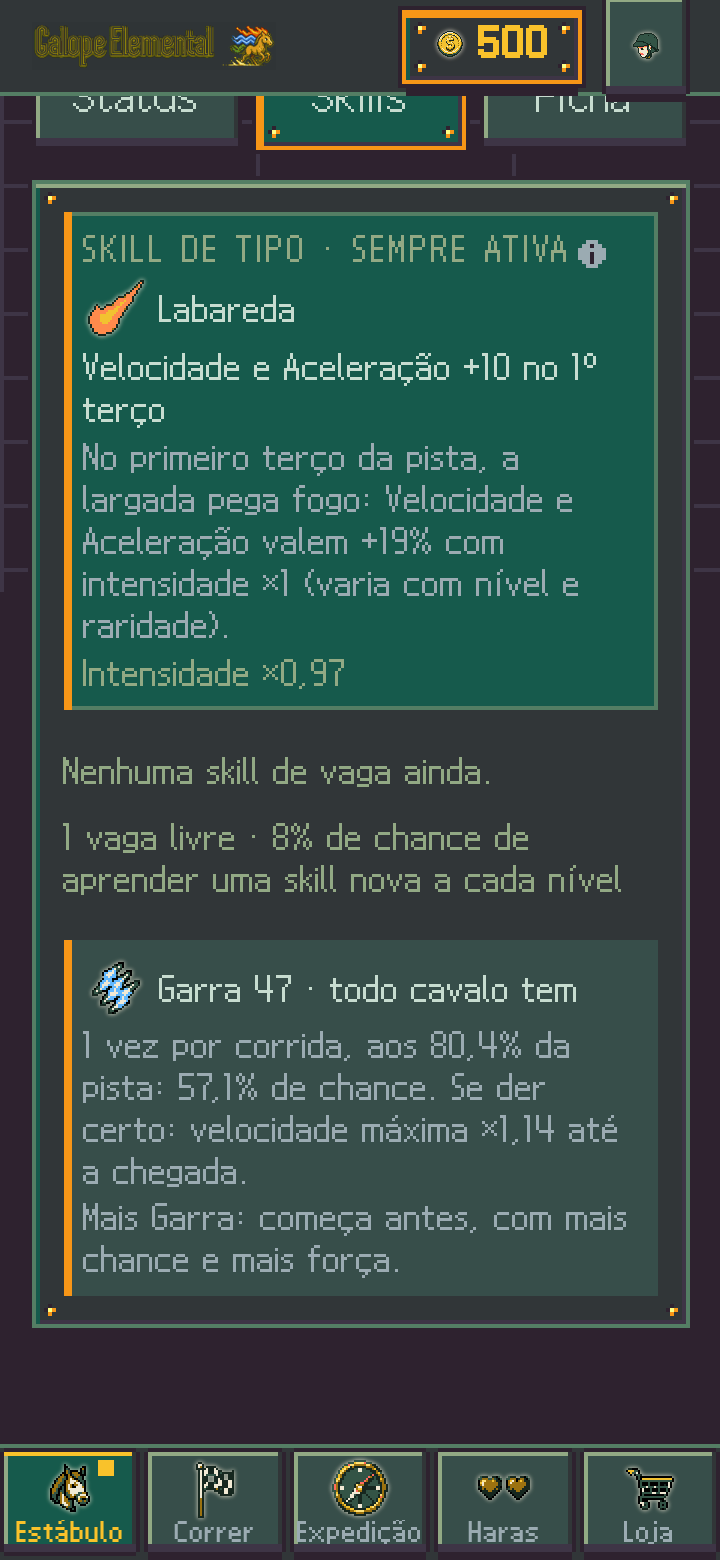 Galope Elemental
500
Status
Skills
Ficha
SKILL DE TIPO · SEMPRE ATIVA
Labareda
Velocidade e Aceleração +10 no 1º
terço
No primeiro terço da pista, a
largada pega fogo: Velocidade e
Aceleração valem +19% com
intensidade ×1 (varia com nível e
raridade).
Intensidade ×0,97
Nenhuma skill de vaga ainda.
1 vaga livre · 8% de chance de
aprender uma skill nova a cada nível
Garra 47 · todo cavalo tem
1 vez por corrida, aos 80,4% da
pista: 57,1% de chance. Se der
certo: velocidade máxima ×1,14 até
a chegada.
Mais Garra: começa antes, com mais
chance e mais força.
Estábulo
Correr
Expedição
Haras
Loja